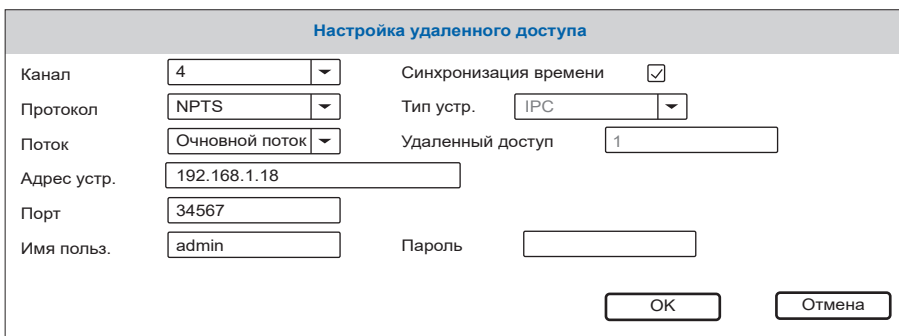 Настройка удаленного доступа
Канал 4 Синхронизация времени
Протокол NPTS Тип устр. IPC
Поток Очновной поток Удаленный доступ 1
Адрес устр. 192.168.1.18
Порт 34567
Имя польз. admin Пароль
OK Отмена